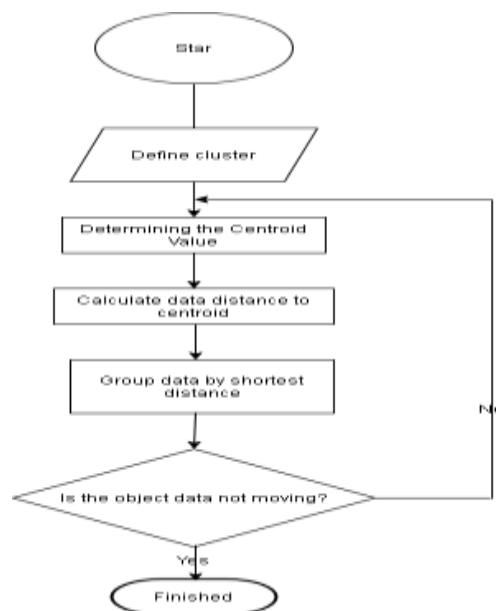 Star
Define cluster
Determining the Centroid
Value
Calculate data distance to
centroid
Group data by shortest
distance
No
Is the object data not moving?
Yes
Finished